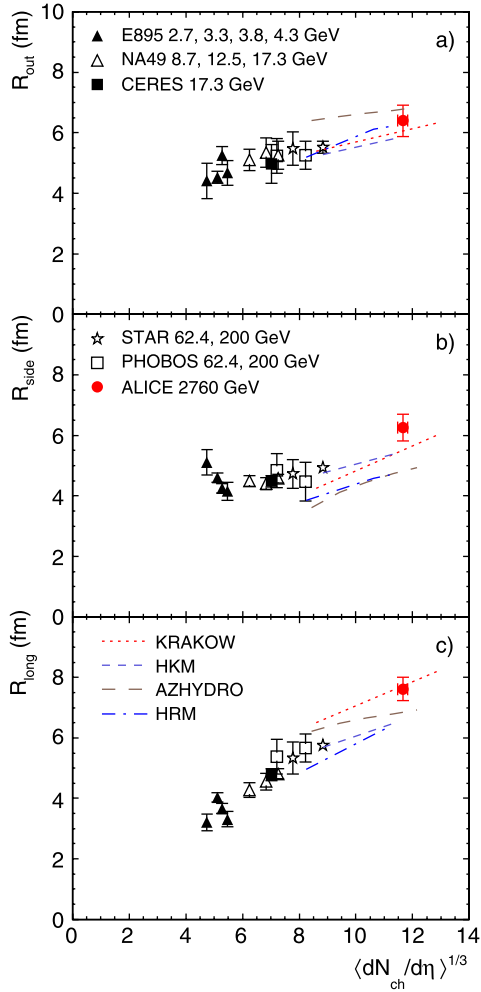 R_out (fm)
10
8
6
4
2
0
E895 2.7, 3.3, 3.8, 4.3 GeV
NA49 8.7, 12.5, 17.3 GeV
CERES 17.3 GeV
a)
R_side (fm)
8
6
4
2
0
STAR 62.4, 200 GeV
PHOBOS 62.4, 200 GeV
ALICE 2760 GeV
b)
R_long (fm)
8
6
4
2
0
KRAKOW
HKM
AZHYDRO
HRM
c)
0 2 4 6 8 10 12 14
⟨dN_ch/dη⟩^1/3